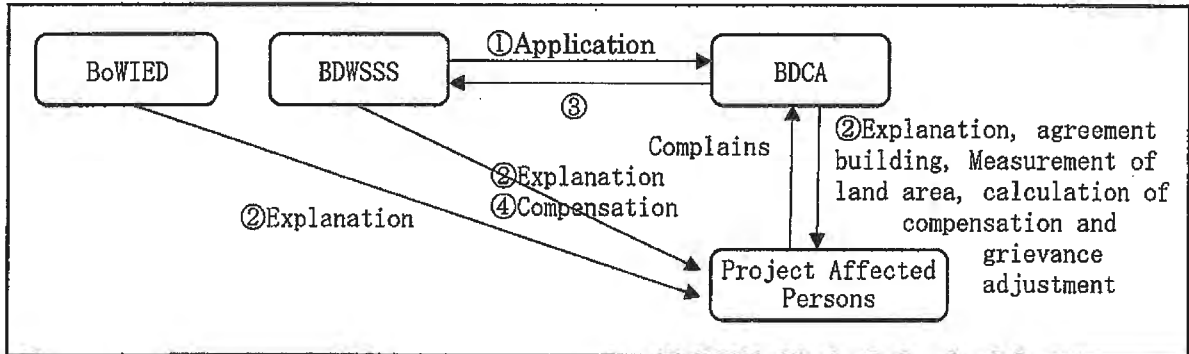 ①Application
BoWIED
BDWSSS
BDCA
③
Complains
②Explanation, agreement
building, Measurement of
land area, calculation of
compensation and
grievance
adjustment
②Explanation
④Compensation
②Explanation
Project Affected
Persons